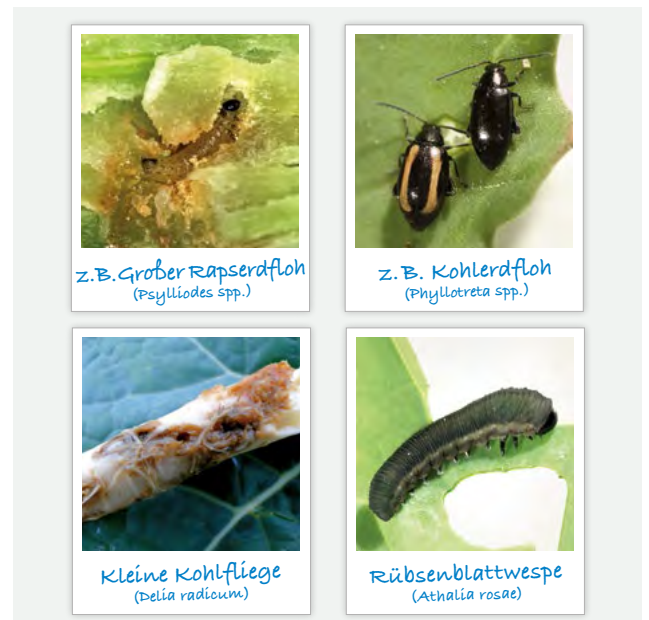 z.B.Großer Rapserdfloh
(Psylliodes spp.)
z.B. Kohlerdfloh
(Phyllotreta spp.)
Kleine Kohlfliege
(Delia radicum)
Rübsenblattwespe
(Athalia rosae)